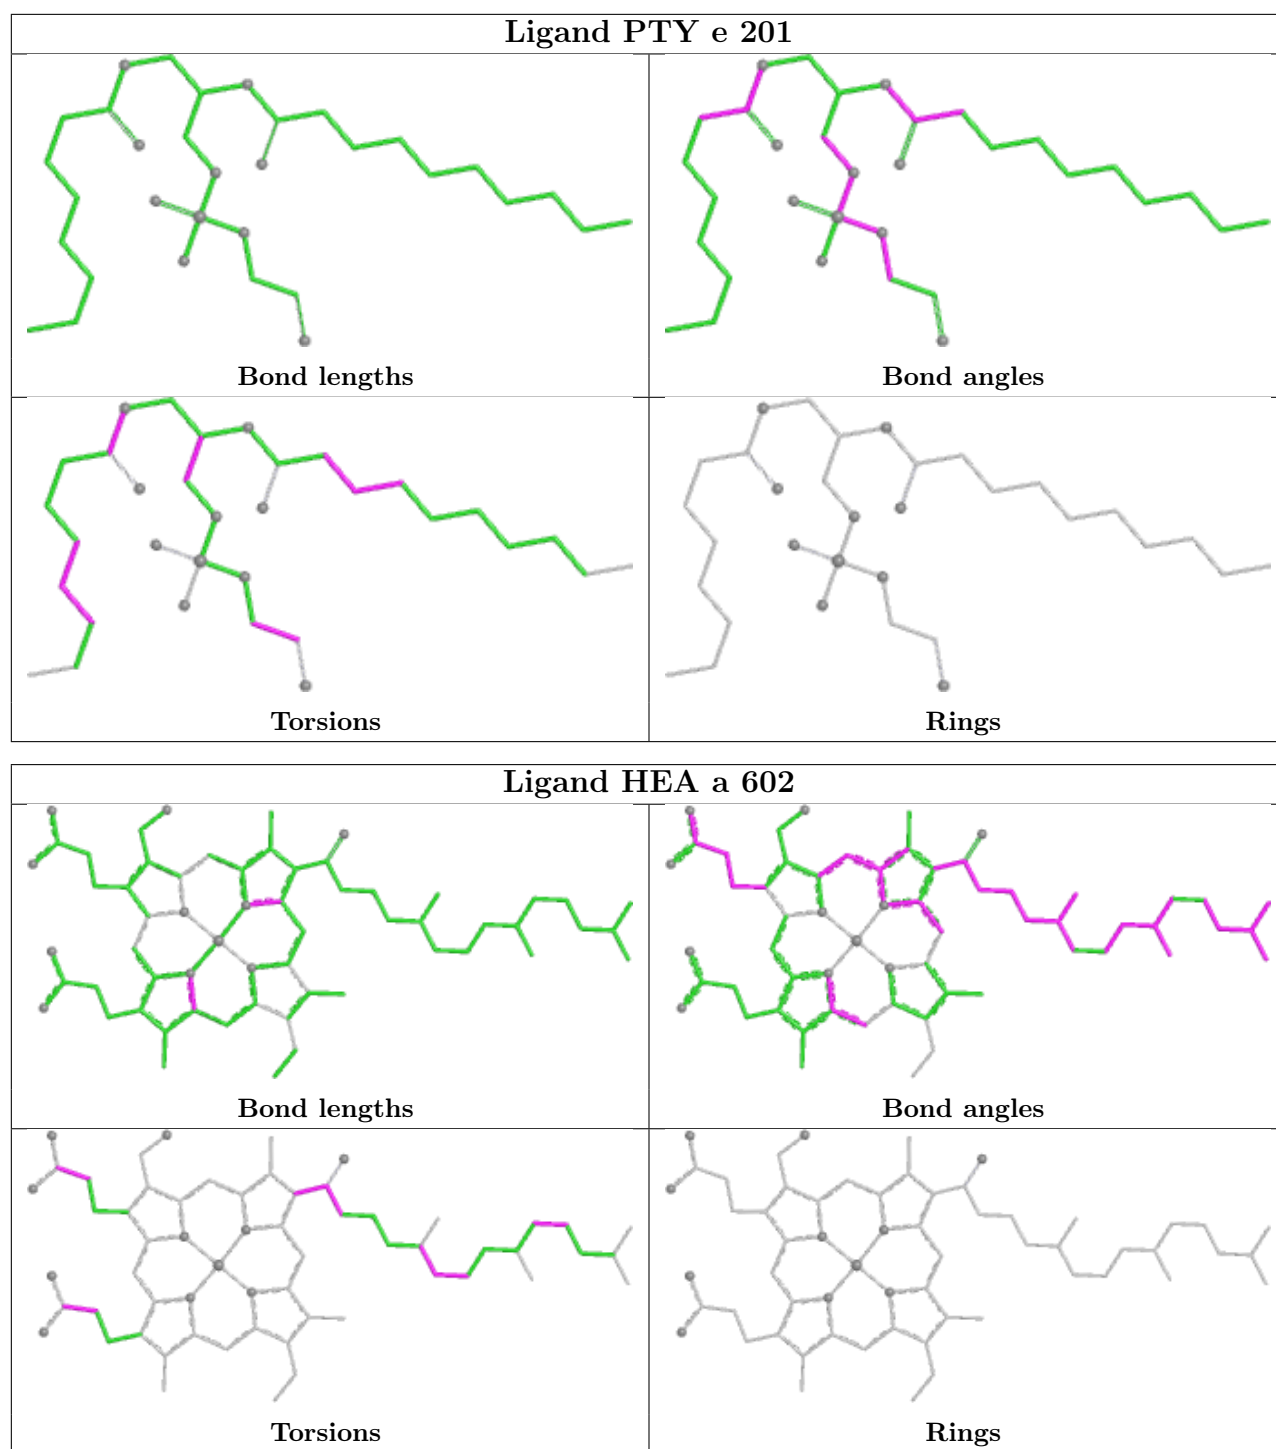 Ligand PTY e 201
Bond lengths
Bond angles
Torsions
Rings
Ligand HEA a 602
Bond lengths
Bond angles
Torsions
Rings